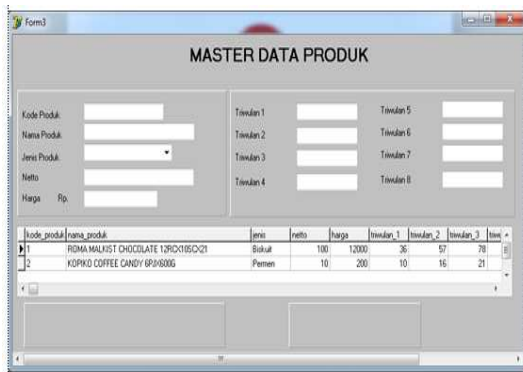 Form3
MASTER DATA PRODUK
Kode Produk
Nama Produk
Jenis Produk
Netto
Harga Rp.
Triwulan 1
Triwulan 2
Triwulan 3
Triwulan 4
Triwulan 5
Triwulan 6
Triwulan 7
Triwulan 8
kode_produk nama_produk jenis netto harga triwulan_1 triwulan_2 triwulan_3
1 ROMA MALKIST CHOCOLATE Biskuit 100 12000 36 57 78
2 KOPIKO COFFEE CANDY Permen 10 200 10 16 21